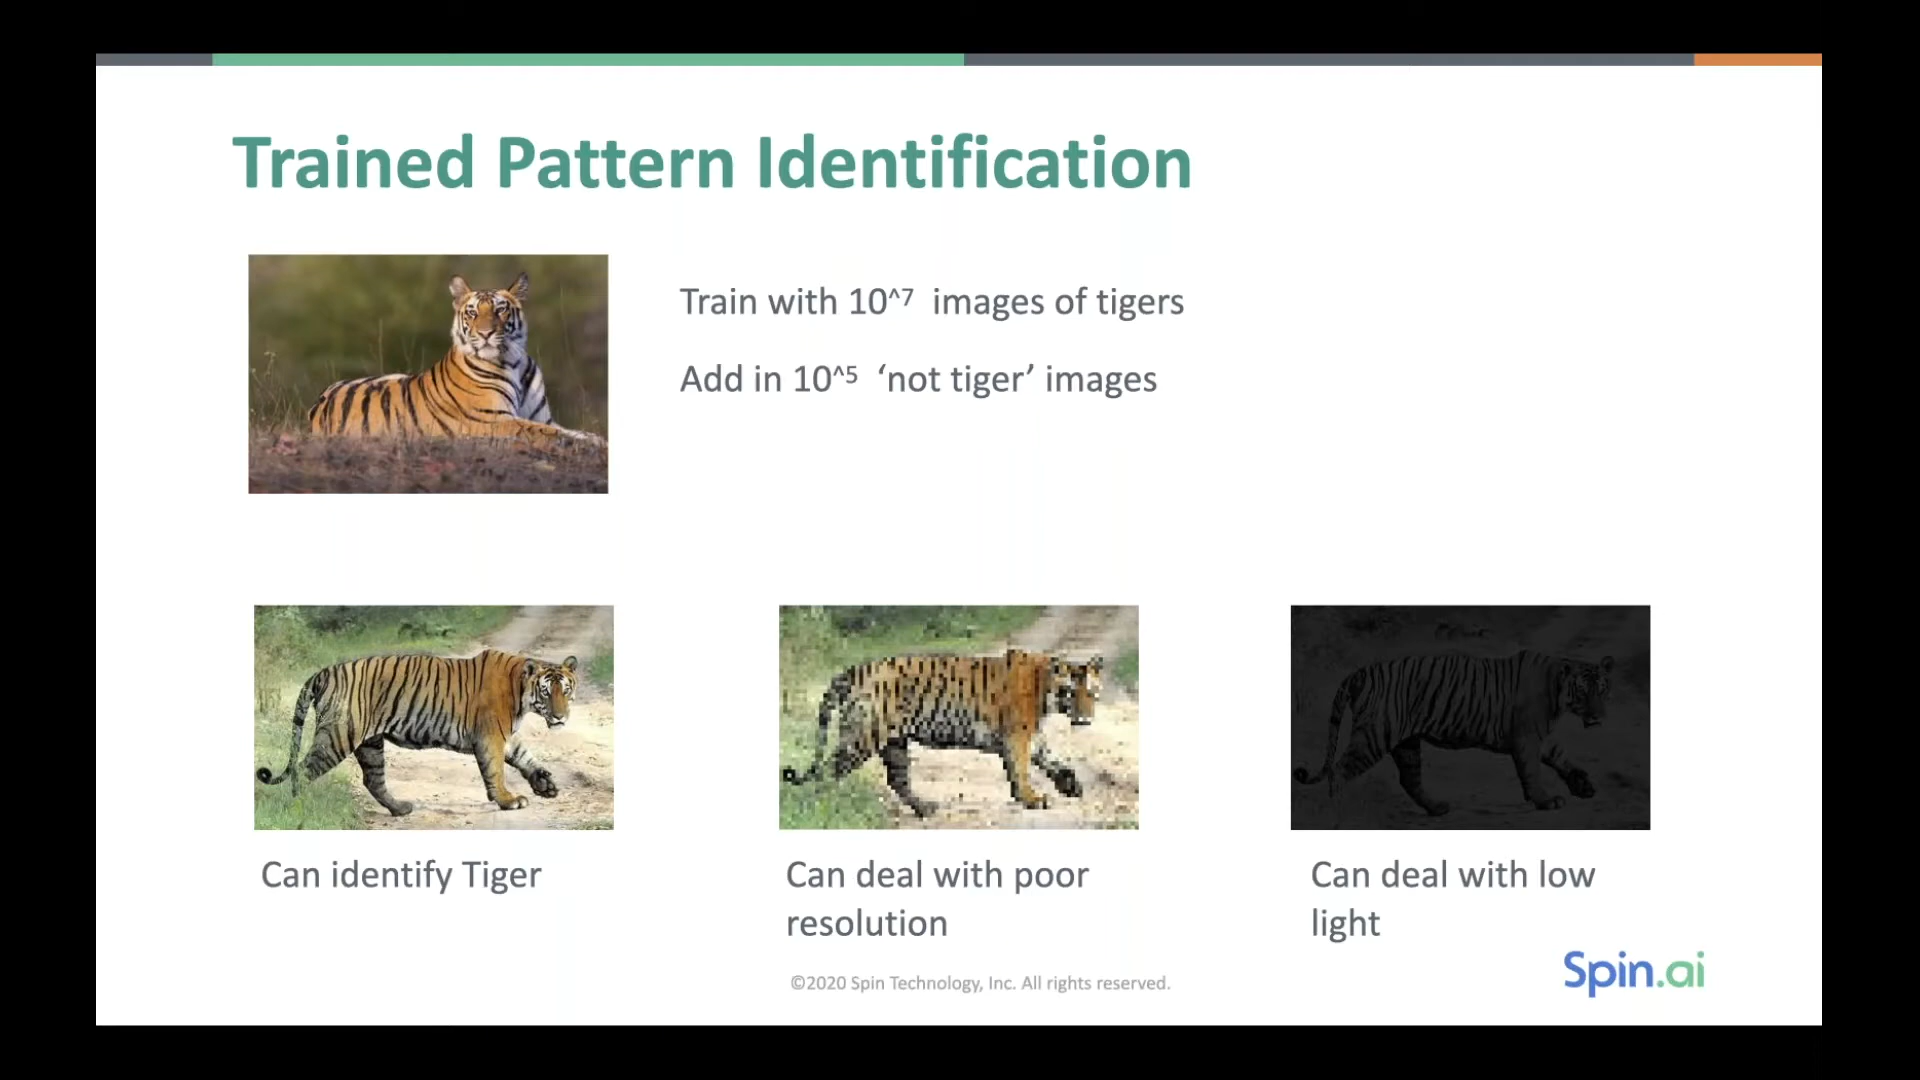 Trained Pattern Identification
Train with 10^7 images of tigers
Add in 10^5 ‘not tiger’ images
Can identify Tiger
Can deal with poor
resolution
Can deal with low
light
©2020 Spin Technology, Inc. All rights reserved.
Spin.ai